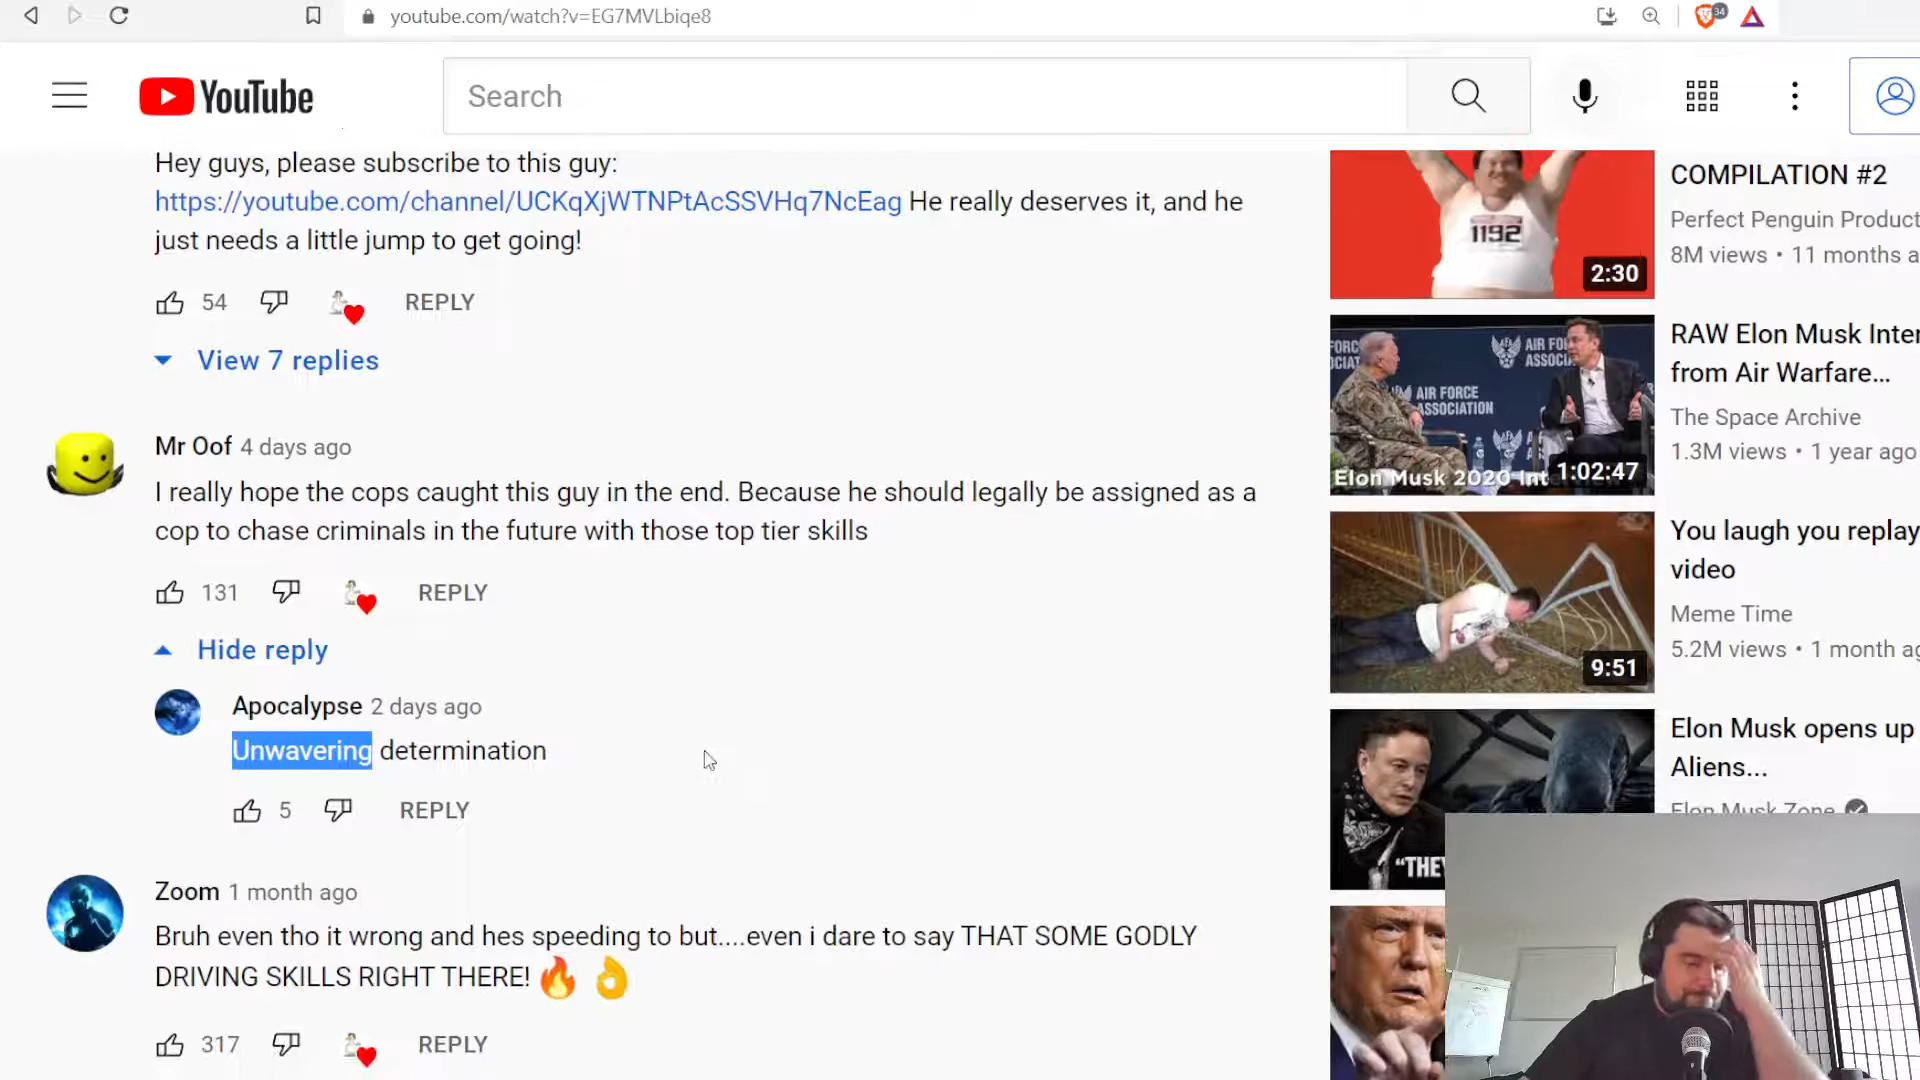 youtube.com/watch?v=EG7MVLbiqe8
34
YouTube
Search
Hey guys, please subscribe to this guy:
https://youtube.com/channel/UCKqXjWTNPtAcSSVHq7NcEag He really deserves it, and he
just needs a little jump to get going!
54
REPLY
View 7 replies
Mr Oof 4 days ago
I really hope the cops caught this guy in the end. Because he should legally be assigned as a
cop to chase criminals in the future with those top tier skills
131
REPLY
Hide reply
Apocalypse 2 days ago
Unwavering determination
5
REPLY
Zoom 1 month ago
Bruh even tho it wrong and hes speeding to but....even i dare to say THAT SOME GODLY
DRIVING SKILLS RIGHT THERE! 🔥 👌
317
REPLY
1192
2:30
COMPILATION #2
Perfect Penguin Product
8M views • 11 months a
AIR FORCE
ASSOCIATION
Elon Musk 2020 Int
1:02:47
RAW Elon Musk Inter
from Air Warfare...
The Space Archive
1.3M views • 1 year ago
9:51
You laugh you replay
video
Meme Time
5.2M views • 1 month ag
"THEY
Elon Musk opens up
Aliens...
Elon Musk Zone